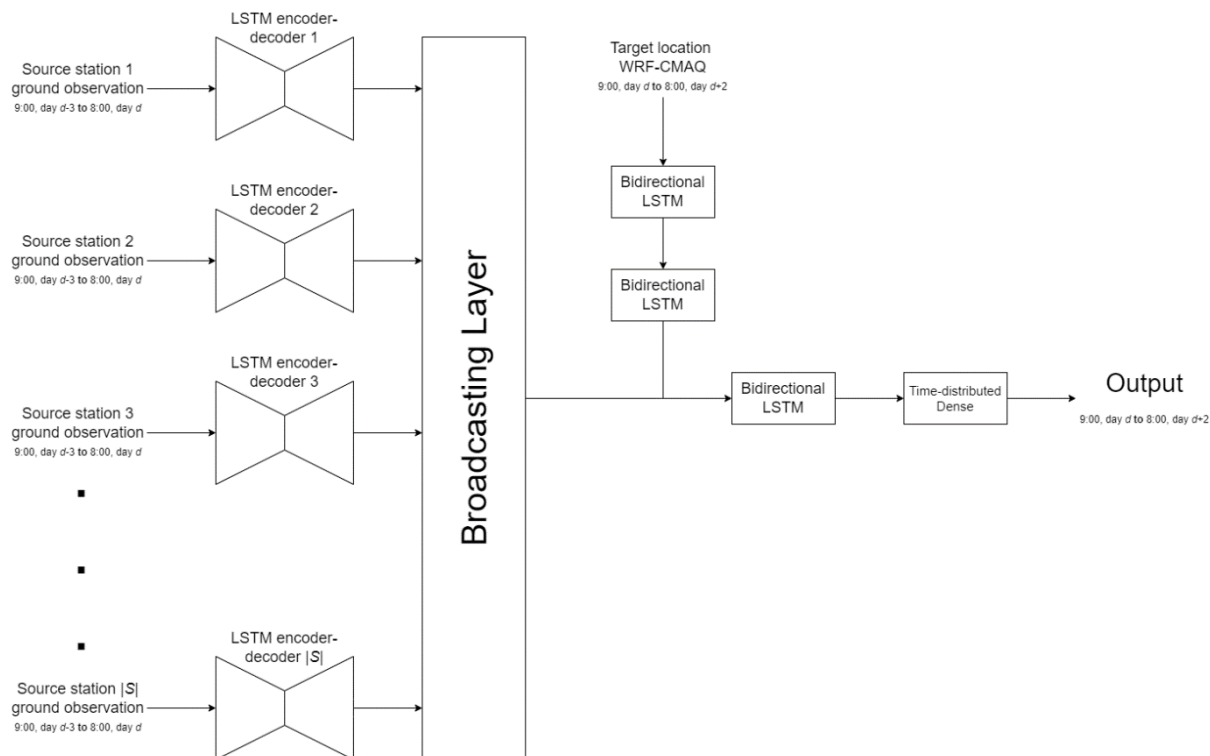 LSTM encoder-
decoder 1
Source station 1
ground observation
9:00, day d-3 to 8:00, day d
LSTM encoder-
decoder 2
Source station 2
ground observation
9:00, day d-3 to 8:00, day d
LSTM encoder-
decoder 3
Source station 3
ground observation
9:00, day d-3 to 8:00, day d
LSTM encoder-
decoder |S|
Source station |S|
ground observation
9:00, day d-3 to 8:00, day d
Broadcasting Layer
Target location
WRF-CMAQ
9:00, day d to 8:00, day d+2
Bidirectional
LSTM
Bidirectional
LSTM
Bidirectional
LSTM
Time-distributed
Dense
Output
9:00, day d to 8:00, day d+2